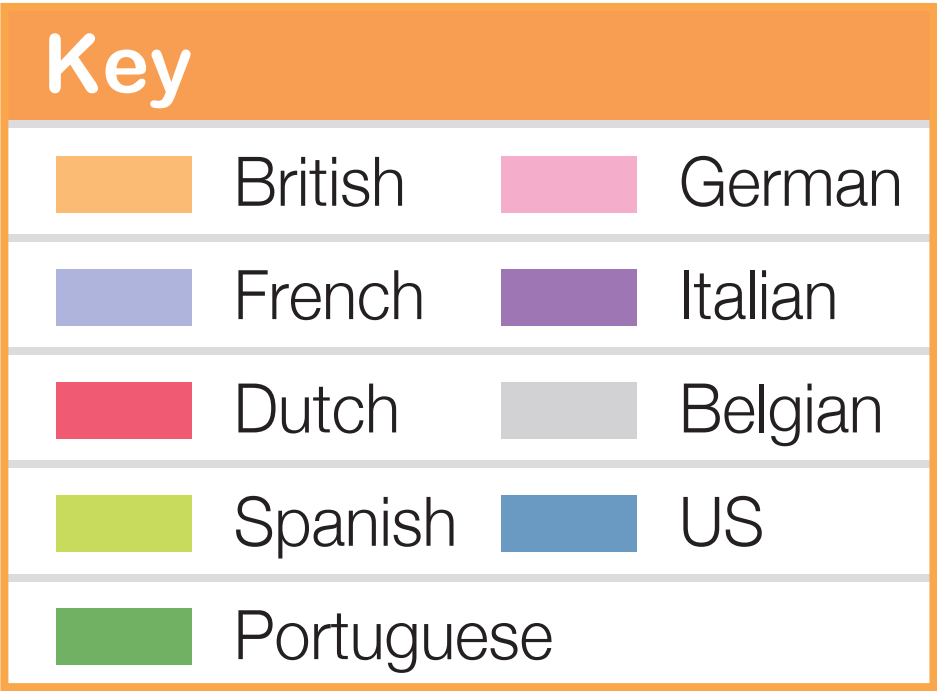 Key
British German
French Italian
Dutch Belgian
Spanish US
Portuguese